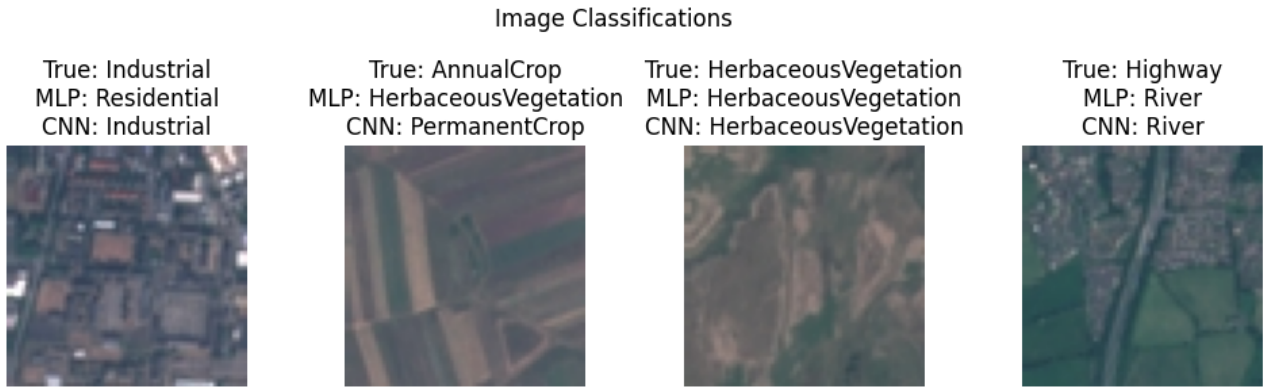 Image Classifications
True: Industrial
MLP: Residential
CNN: Industrial
True: AnnualCrop
MLP: HerbaceousVegetation
CNN: PermanentCrop
True: HerbaceousVegetation
MLP: HerbaceousVegetation
CNN: HerbaceousVegetation
True: Highway
MLP: River
CNN: River